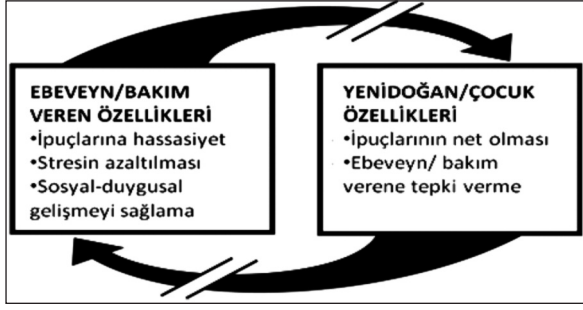 EBEVEYN/BAKIM
VEREN ÖZELLİKLERİ
•İpuçlarına hassasiyet
•Stresin azaltılması
•Sosyal-duygusal
gelişmeyi sağlama
YENİDOĞAN/ÇOCUK
ÖZELLİKLERİ
•İpuçlarının net olması
•Ebeveyn/ bakım
verene tepki verme